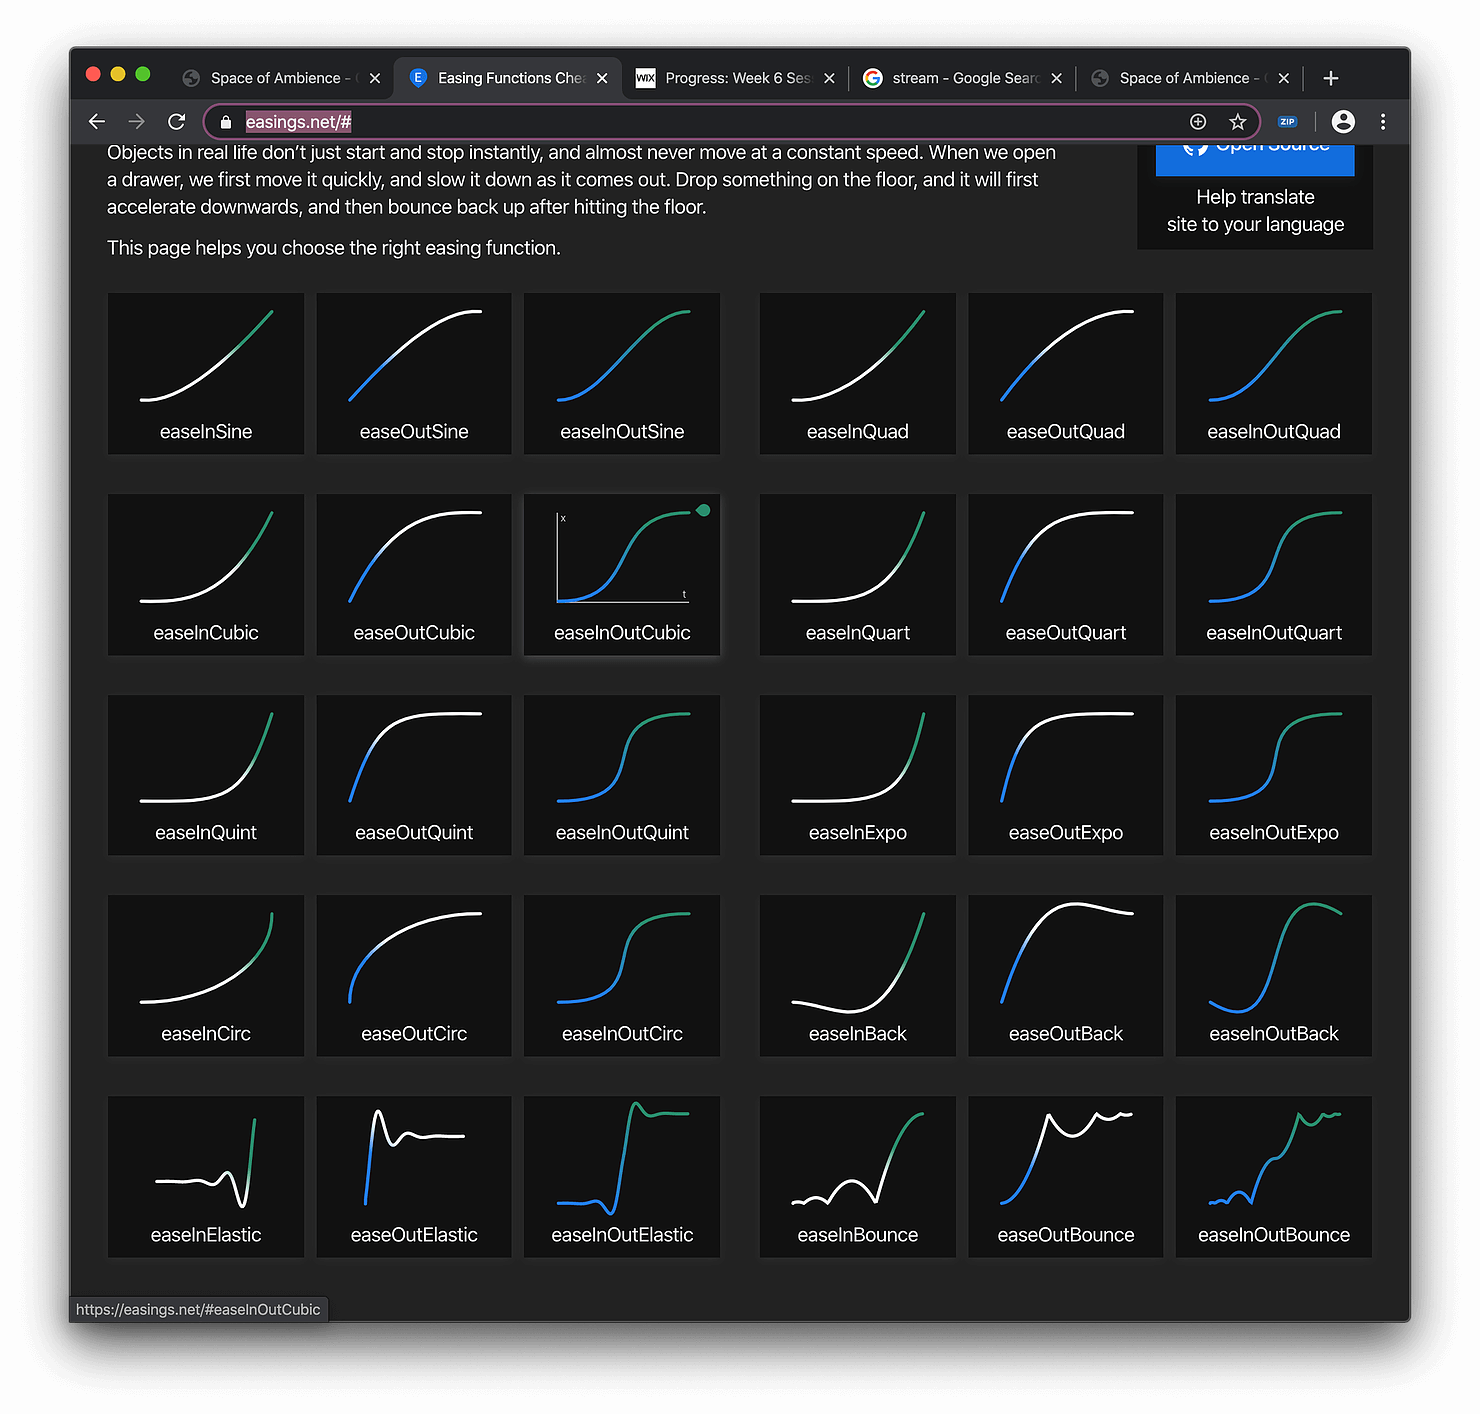 Space of Ambience -
Easing Functions Che
WIX
Progress: Week 6 Ses
stream - Google Searc
Space of Ambience -
easings.net/#
ZIP
Objects in real life don’t just start and stop instantly, and almost never move at a constant speed. When we open
a drawer, we first move it quickly, and slow it down as it comes out. Drop something on the floor, and it will first
accelerate downwards, and then bounce back up after hitting the floor.
This page helps you choose the right easing function.
Open Source
Help translate
site to your language
easeInSine
easeOutSine
easeInOutSine
easeInQuad
easeOutQuad
easeInOutQuad
x
t
easeInCubic
easeOutCubic
easeInOutCubic
easeInQuart
easeOutQuart
easeInOutQuart
easeInQuint
easeOutQuint
easeInOutQuint
easeInExpo
easeOutExpo
easeInOutExpo
easeInCirc
easeOutCirc
easeInOutCirc
easeInBack
easeOutBack
easeInOutBack
easeInElastic
easeOutElastic
easeInOutElastic
easeInBounce
easeOutBounce
easeInOutBounce
https://easings.net/#easeInOutCubic